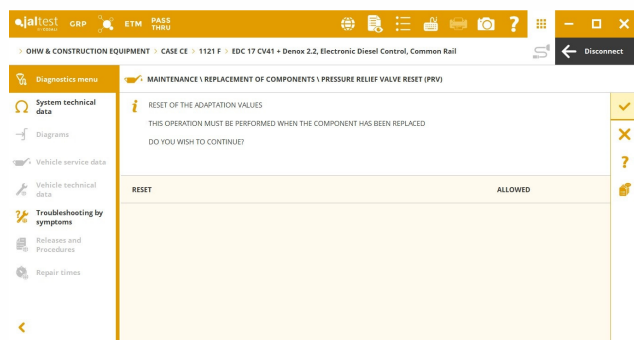 jaltest GRP ETM PASS THRU ?
> OHW & CONSTRUCTION EQUIPMENT > CASE CE > 1121 F > EDC 17 CV41 + Denox 2.2, Electronic Diesel Control, Common Rail
Disconnect
Diagnostics menu
MAINTENANCE \ REPLACEMENT OF COMPONENTS \ PRESSURE RELIEF VALVE RESET (PRV)
System technical data
Diagrams
Vehicle service data
Vehicle technical data
Troubleshooting by symptoms
Releases and Procedures
Repair times
i RESET OF THE ADAPTATION VALUES
THIS OPERATION MUST BE PERFORMED WHEN THE COMPONENT HAS BEEN REPLACED
DO YOU WISH TO CONTINUE?
?
RESET ALLOWED